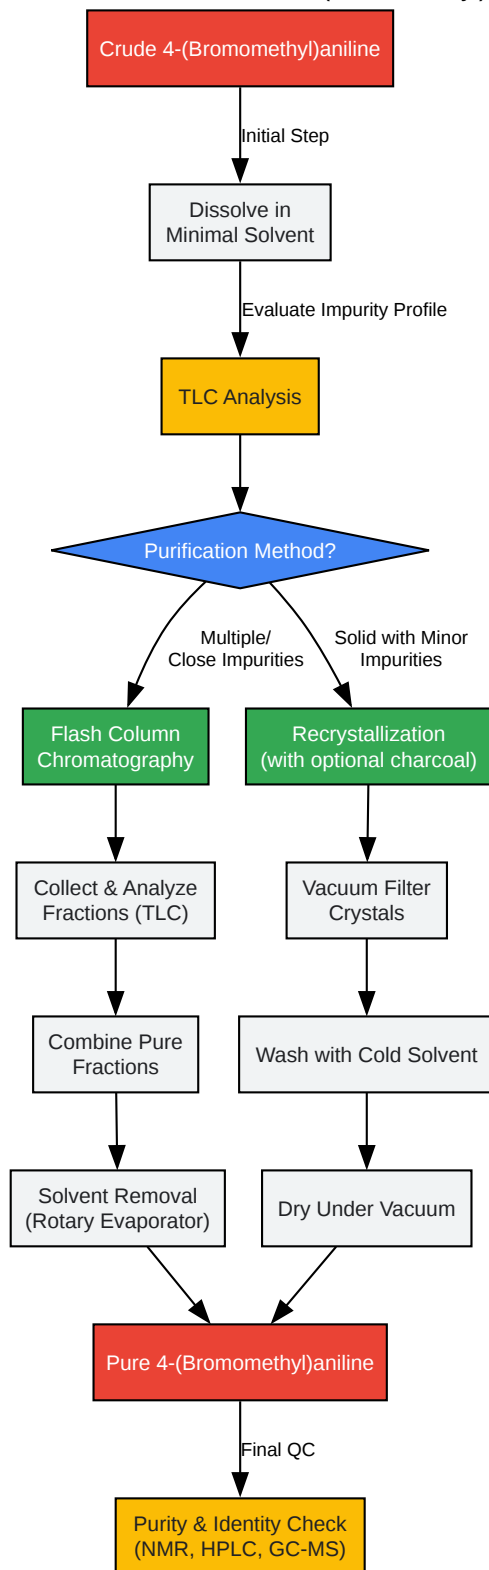 Crude 4-(Bromomethyl)aniline
Initial Step
Dissolve in
Minimal Solvent
Evaluate Impurity Profile
TLC Analysis
Purification Method?
Multiple/
Close Impurities
Solid with Minor
Impurities
Flash Column
Chromatography
Recrystallization
(with optional charcoal)
Collect & Analyze
Fractions (TLC)
Vacuum Filter
Crystals
Combine Pure
Fractions
Wash with Cold Solvent
Solvent Removal
(Rotary Evaporator)
Dry Under Vacuum
Pure 4-(Bromomethyl)aniline
Final QC
Purity & Identity Check
(NMR, HPLC, GC-MS)